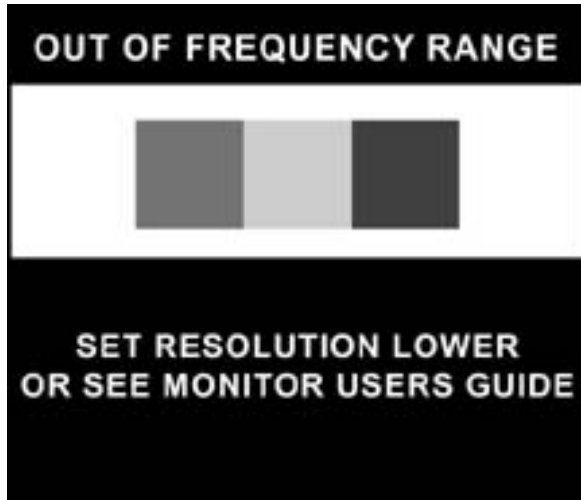 OUT OF FREQUENCY RANGE
SET RESOLUTION LOWER
OR SEE MONITOR USERS GUIDE